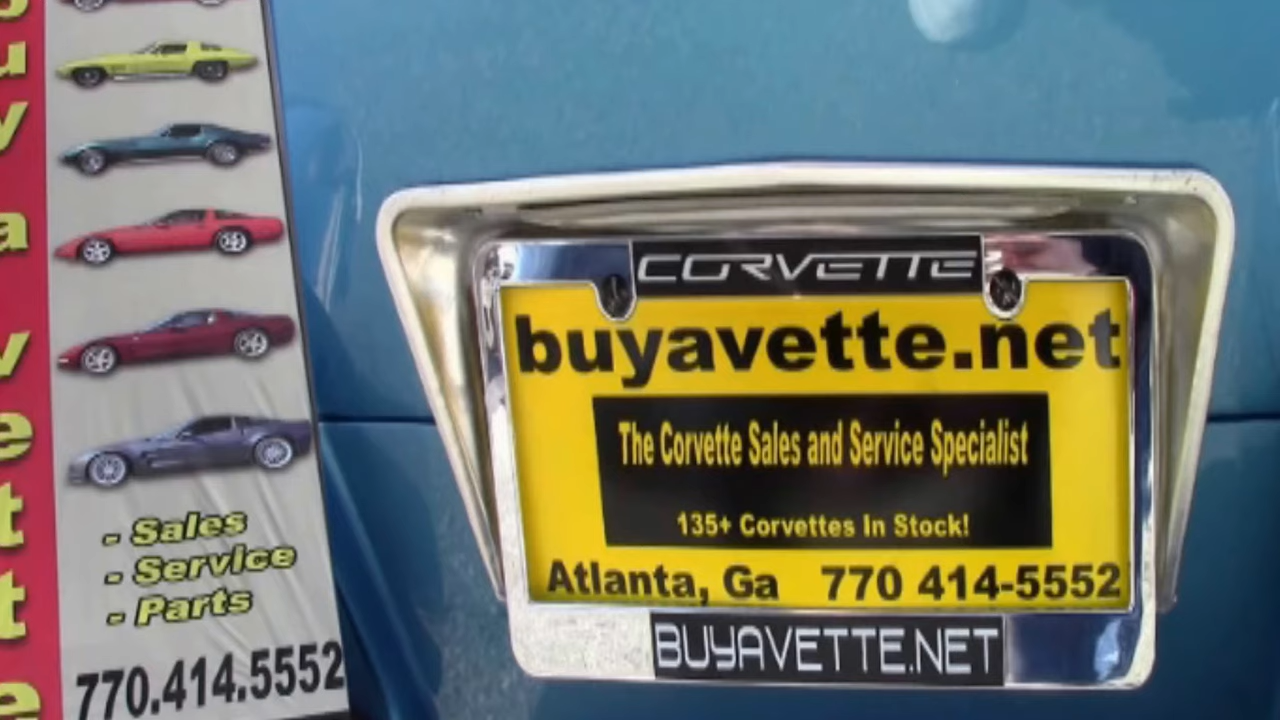 buyavette
- Sales
- Service
- Parts
770.414.5552
CORVETTE
buyavette.net
The Corvette Sales and Service Specialist
135+ Corvettes In Stock!
Atlanta, Ga 770 414-5552
BUYAVETTE.NET